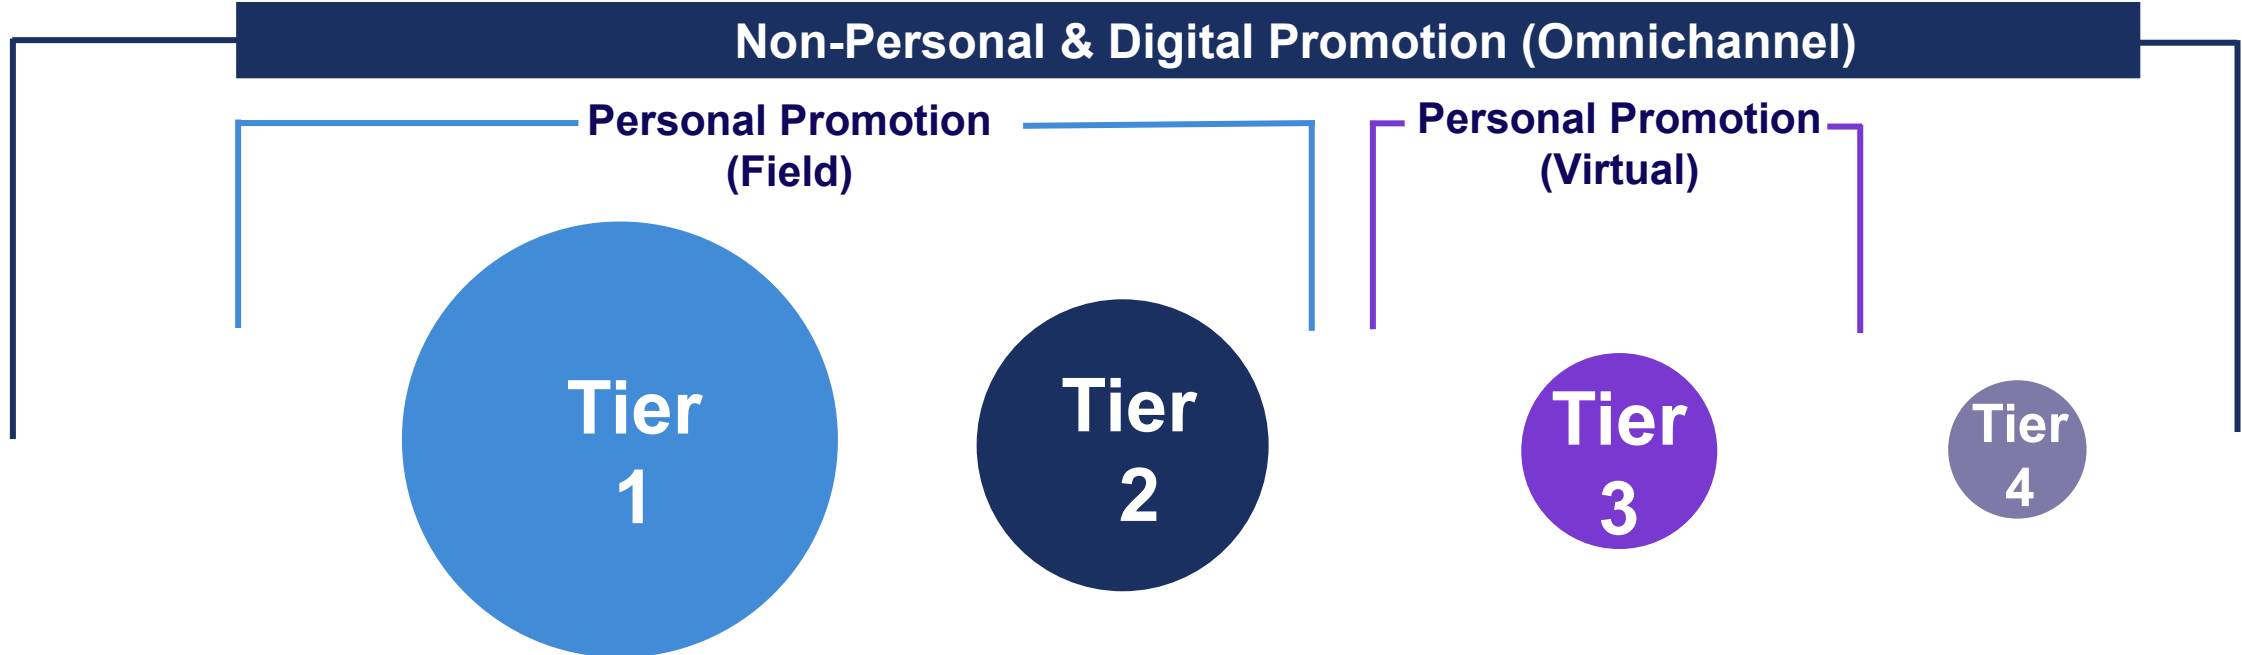 Non-Personal & Digital Promotion (Omnichannel)
Personal Promotion
(Field)
Personal Promotion
(Virtual)
Tier
1
Tier
2
Tier
3
Tier
4